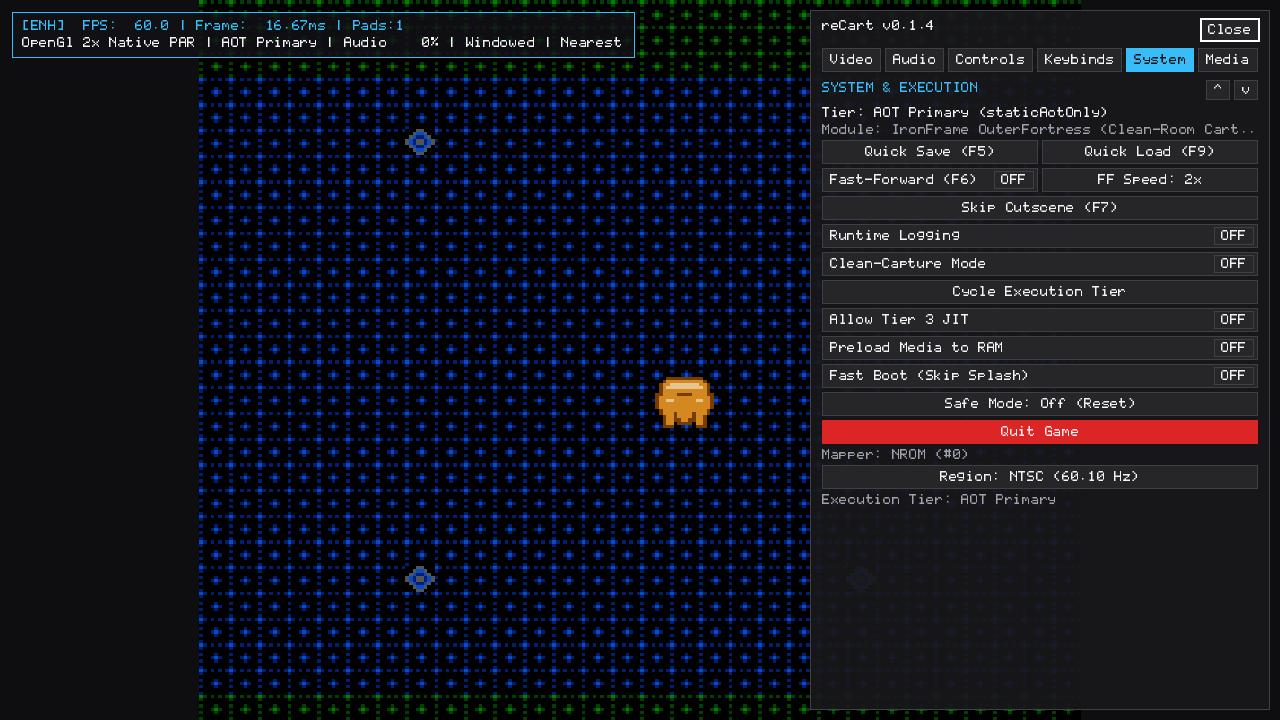 [ENH]  FPS:  60.0 | Frame:  16.67ms | Pads:1
OpenGl 2x Native PAR | AOT Primary | Audio    0% | Windowed | Nearest
reCart v0.1.4
Close
Video Audio Controls Keybinds System Media
SYSTEM & EXECUTION ^ v
Tier: AOT Primary (staticAotOnly)
Module: IronFrame OuterFortress (Clean-Room Cart..
Quick Save (F5) Quick Load (F9)
Fast-Forward (F6) OFF FF Speed: 2x
Skip Cutscene (F7)
Runtime Logging OFF
Clean-Capture Mode OFF
Cycle Execution Tier
Allow Tier 3 JIT OFF
Preload Media to RAM OFF
Fast Boot (Skip Splash) OFF
Safe Mode: Off (Reset)
Quit Game
Mapper: NROM (#0)
Region: NTSC (60.10 Hz)
Execution Tier: AOT Primary